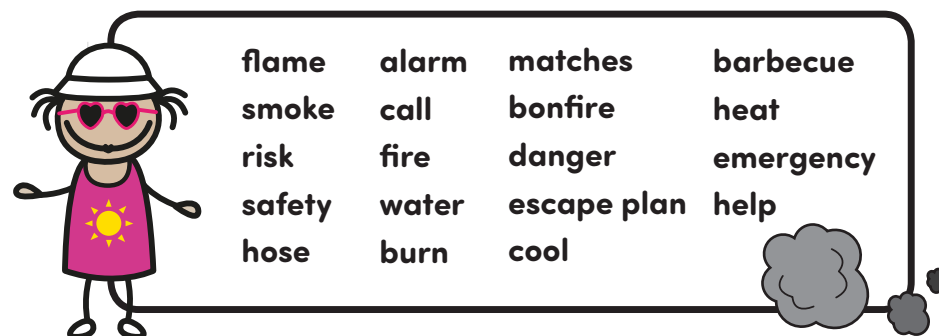 flame alarm matches barbecue
smoke call bonfire heat
risk fire danger emergency
safety water escape plan help
hose burn cool